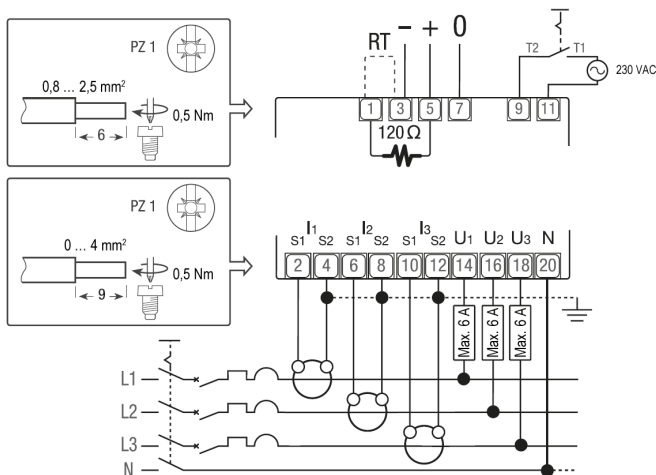 PZ 1
0,8 ... 2,5 mm²
6
0,5 Nm
RT
− + 0
T2 T1
230 VAC
1 3 5 7 9 11
120 Ω
PZ 1
0 ... 4 mm²
9
0,5 Nm
I1 I2 I3
S1 S2 S1 S2 S1 S2 U1 U2 U3 N
2 4 6 8 10 12 14 16 18 20
Max. 6 A
Max. 6 A
Max. 6 A
L1
L2
L3
N